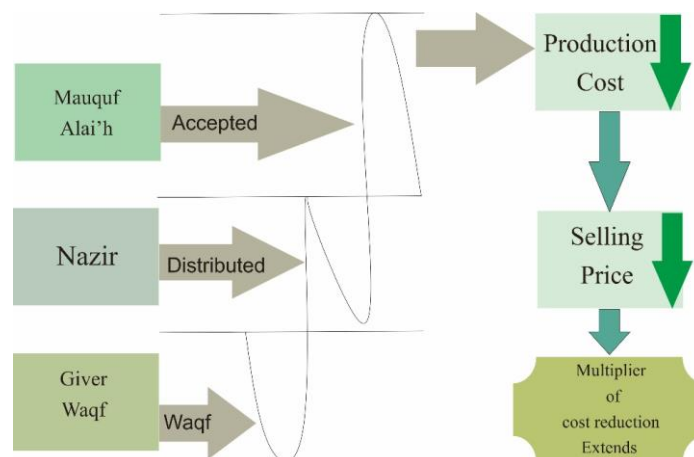 Mauquf
Alai'h
Accepted
Production
Cost
Nazir
Distributed
Selling
Price
Giver
Waqf
Waqf
Multiplier
of
cost reduction
Extends